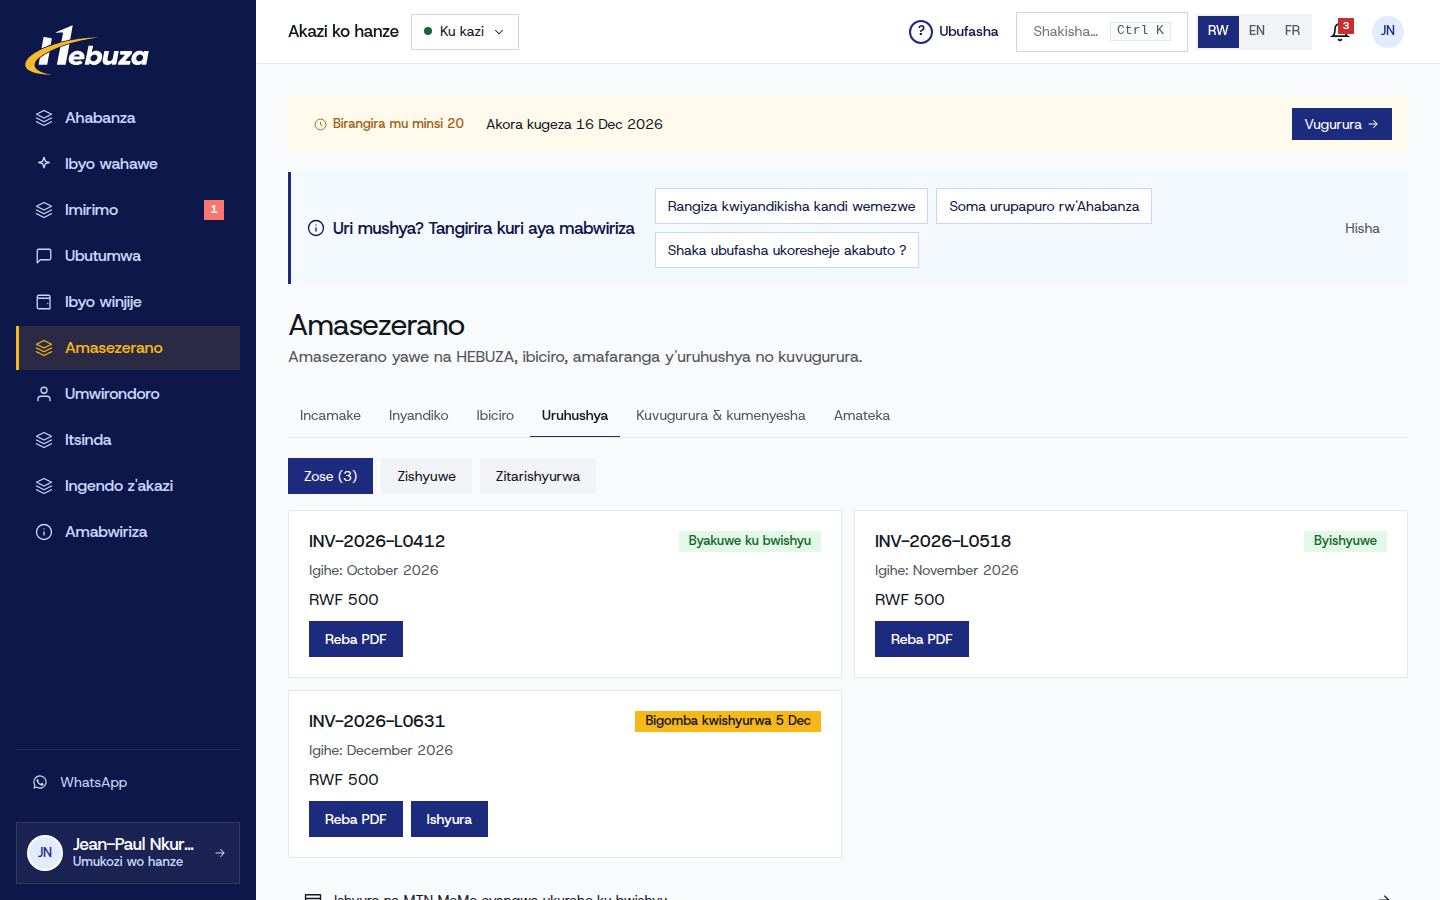 Hebuza
Akazi ko hanze
Ku kazi
? Ubufasha
Shakisha... Ctrl K
RW EN FR
3
JN
Ahabanza
Ibyo wahawe
Imirimo 1
Ubutumwa
Ibyo winjije
Amasezerano
Umwirondoro
Itsinda
Ingendo z'akazi
Amabwiriza
WhatsApp
JN
Jean-Paul Nkur...
Umukozi wo hanze
Birangira mu minsi 20 Akora kugeza 16 Dec 2026
Vugurura →
Uri mushya? Tangirira kuri aya mabwiriza
Rangiza kwiyandikisha kandi wemezwe
Soma urupapuro rw'Ahabanza
Shaka ubufasha ukoresheje akabuto ?
Hisha
Amasezerano
Amasezerano yawe na HEBUZA, ibiciro, amafaranga y'uruhushya no kuvugurura.
Incamake Inyandiko Ibiciro Uruhushya Kuvugurura & kumenyesha Amateka
Zose (3) Zishyuwe Zitarishyurwa
INV-2026-L0412 Byakuwe ku bwishyu
Igihe: October 2026
RWF 500
Reba PDF
INV-2026-L0518 Byishyuwe
Igihe: November 2026
RWF 500
Reba PDF
INV-2026-L0631 Bigomba kwishyurwa 5 Dec
Igihe: December 2026
RWF 500
Reba PDF Ishyura